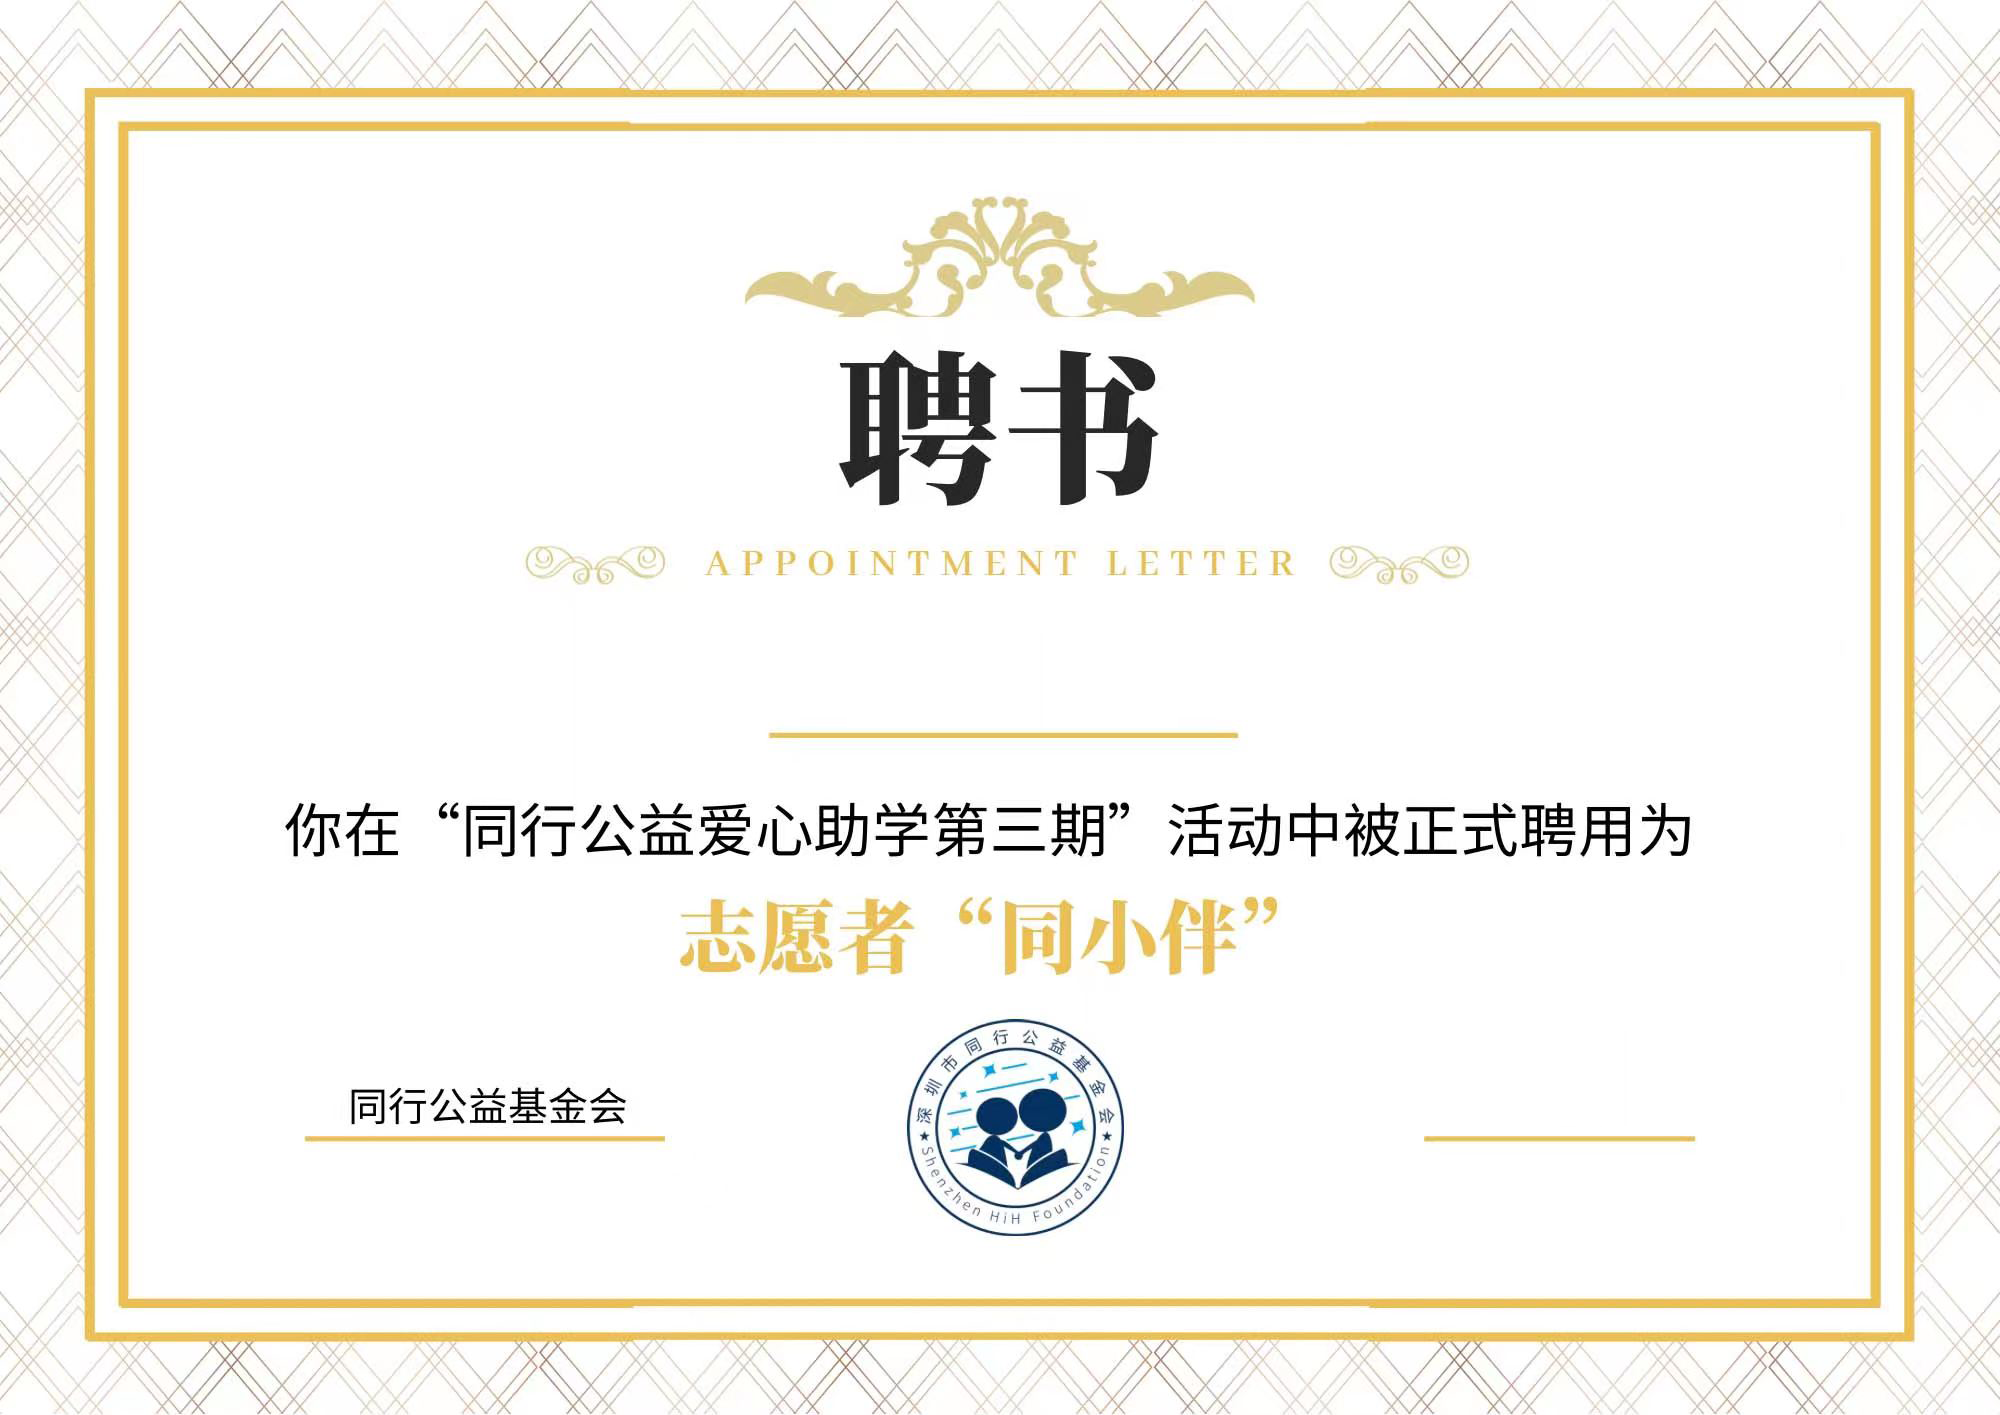 聘书
APPOINTMENT LETTER
你在“同行公益爱心助学第三期”活动中被正式聘用为
志愿者“同小伴”
同行公益基金会
深圳市同行公益基金会
★Shenzhen HiH Foundation★